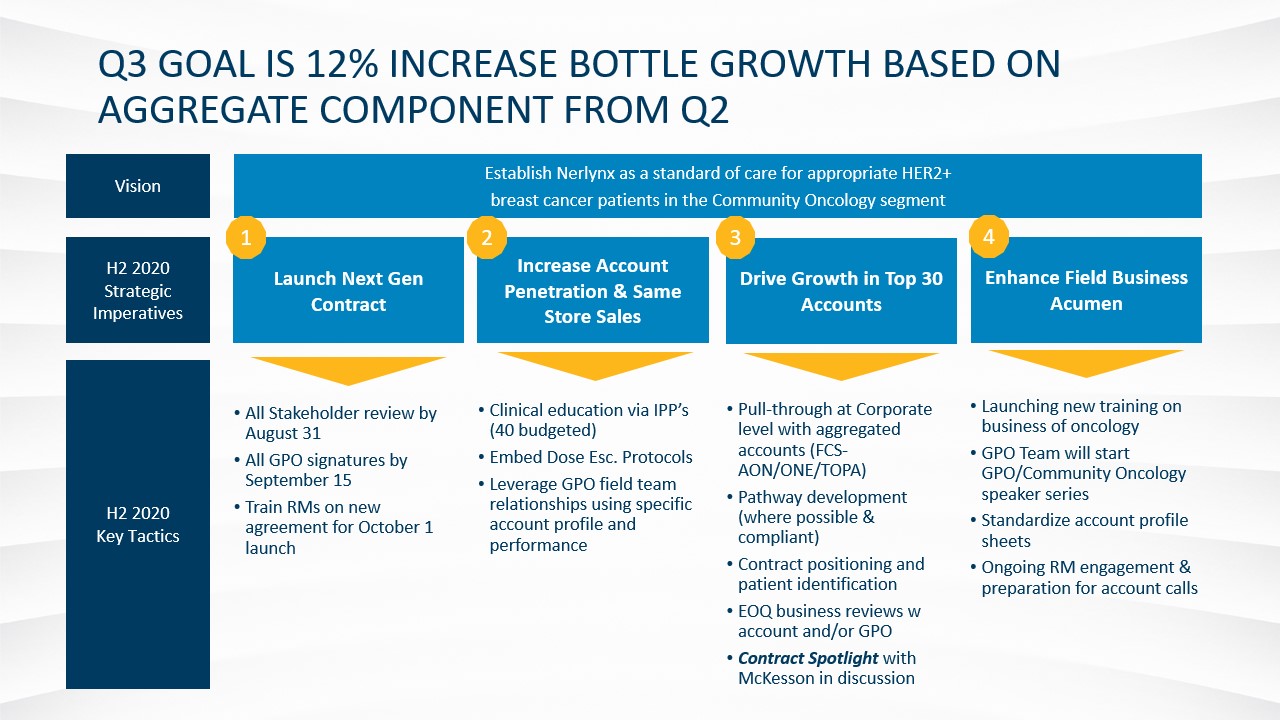 Q3 GOAL IS 12% INCREASE BOTTLE GROWTH BASED ON
AGGREGATE COMPONENT FROM Q2
Vision
Establish Nerlynx as a standard of care for appropriate HER2+
breast cancer patients in the Community Oncology segment
H2 2020
Strategic
Imperatives
1
Launch Next Gen
Contract
2
Increase Account
Penetration & Same
Store Sales
3
Drive Growth in Top 30
Accounts
4
Enhance Field Business
Acumen
H2 2020
Key Tactics
• All Stakeholder review by
August 31
• All GPO signatures by
September 15
• Train RMs on new
agreement for October 1
launch
• Clinical education via IPP's
(40 budgeted)
• Embed Dose Esc. Protocols
• Leverage GPO field team
relationships using specific
account profile and
performance
• Pull-through at Corporate
level with aggregated
accounts (FCS-
AON/ONE/TOPA)
• Pathway development
(where possible &
compliant)
• Contract positioning and
patient identification
• EOQ business reviews w
account and/or GPO
• Contract Spotlight with
McKesson in discussion
• Launching new training on
business of oncology
• GPO Team will start
GPO/Community Oncology
speaker series
• Standardize account profile
sheets
• Ongoing RM engagement &
preparation for account calls